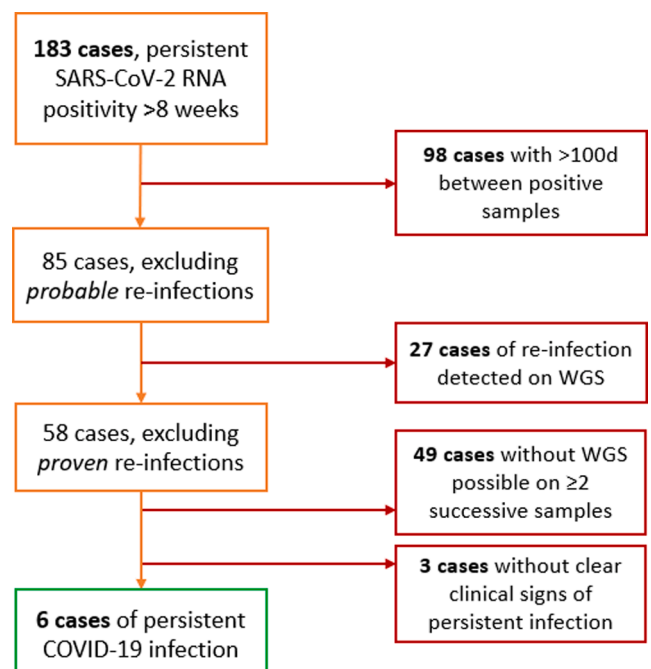 183 cases, persistent
SARS-CoV-2 RNA
positivity >8 weeks
98 cases with >100d
between positive
samples
85 cases, excluding
probable re-infections
27 cases of re-infection
detected on WGS
58 cases, excluding
proven re-infections
49 cases without WGS
possible on ≥2
successive samples
3 cases without clear
clinical signs of
persistent infection
6 cases of persistent
COVID-19 infection